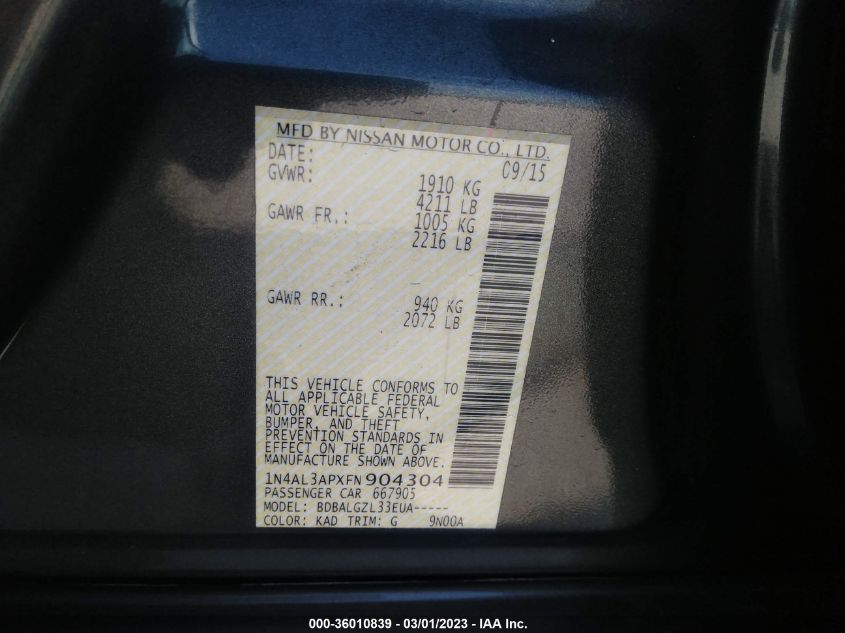 MFD BY NISSAN MOTOR CO., LTD.
DATE: 09/15
GVWR: 1910 KG
4211 LB
GAWR FR.: 1005 KG
2216 LB
GAWR RR.: 940 KG
2072 LB
THIS VEHICLE CONFORMS TO
ALL APPLICABLE FEDERAL
MOTOR VEHICLE SAFETY,
BUMPER, AND THEFT
PREVENTION STANDARDS IN
EFFECT ON THE DATE OF
MANUFACTURE SHOWN ABOVE.
1N4AL3APXFN904304
PASSENGER CAR 667905
MODEL: BDBALGZL33EUA-----
COLOR: KAD TRIM: G 9N00A
000-36010839 - 03/01/2023 - IAA Inc.